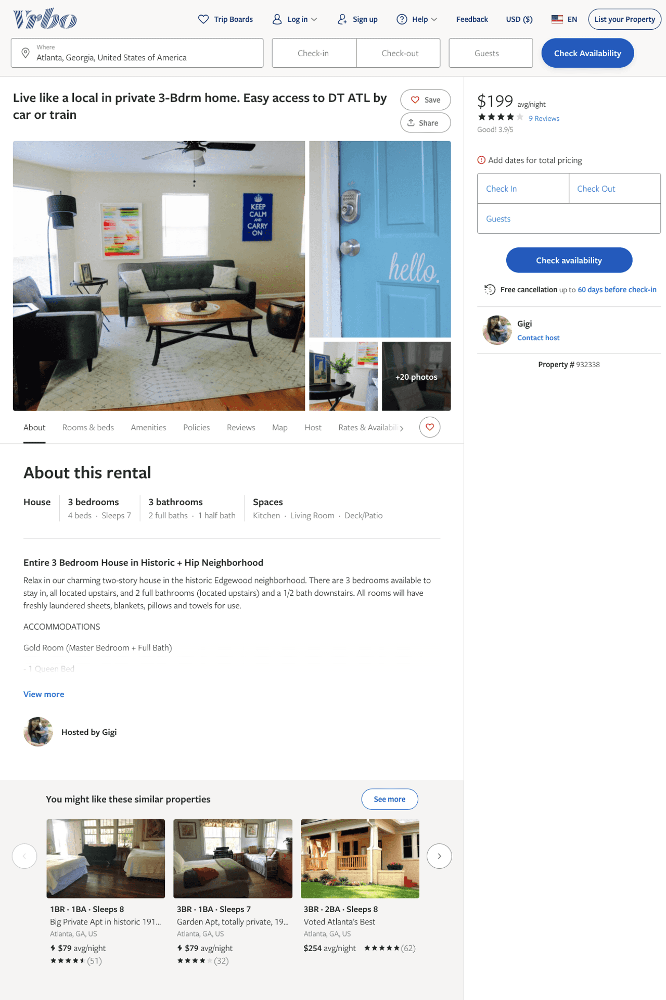 Vrbo
Trip Boards
Log in
Sign up
Help
Feedback
USD ($)
EN
List your Property
Where
Atlanta, Georgia, United States of America
Check-in
Check-out
Guests
Check Availability
Live like a local in private 3-Bdrm home. Easy access to DT ATL by
car or train
Save
Share
KEEP
CALM
AND
CARRY
ON
hello.
+20 photos
$199 avg/night
9 Reviews
Good! 3.9/5
Add dates for total pricing
Check In
Check Out
Guests
Check availability
Free cancellation up to 60 days before check-in
Gigi
Contact host
Property # 932338
About
Rooms & beds
Amenities
Policies
Reviews
Map
Host
Rates & Availabili
About this rental
House
3 bedrooms
4 beds · Sleeps 7
3 bathrooms
2 full baths · 1 half bath
Spaces
Kitchen · Living Room · Deck/Patio
Entire 3 Bedroom House in Historic + Hip Neighborhood
Relax in our charming two-story house in the historic Edgewood neighborhood. There are 3 bedrooms available to
stay in, all located upstairs, and 2 full bathrooms (located upstairs) and a 1/2 bath downstairs. All rooms will have
freshly laundered sheets, blankets, pillows and towels for use.
ACCOMMODATIONS
Gold Room (Master Bedroom + Full Bath)
- 1 Queen Bed
View more
Hosted by Gigi
You might like these similar properties
See more
1BR · 1BA · Sleeps 8
Big Private Apt in historic 191...
Atlanta, GA, US
$79 avg/night
(51)
3BR · 1BA · Sleeps 7
Garden Apt, totally private, 19...
Atlanta, GA, US
$79 avg/night
(32)
3BR · 2BA · Sleeps 8
Voted Atlanta's Best
Atlanta, GA, US
$254 avg/night
(62)